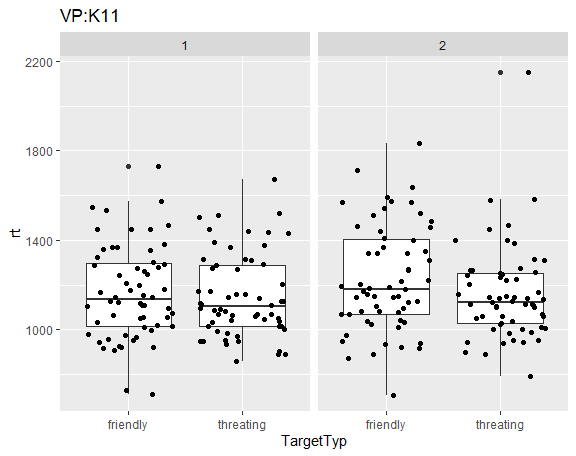 VP:K11
1 2
2200
1800
1400
1000
rt
friendly threating friendly threating
TargetTyp